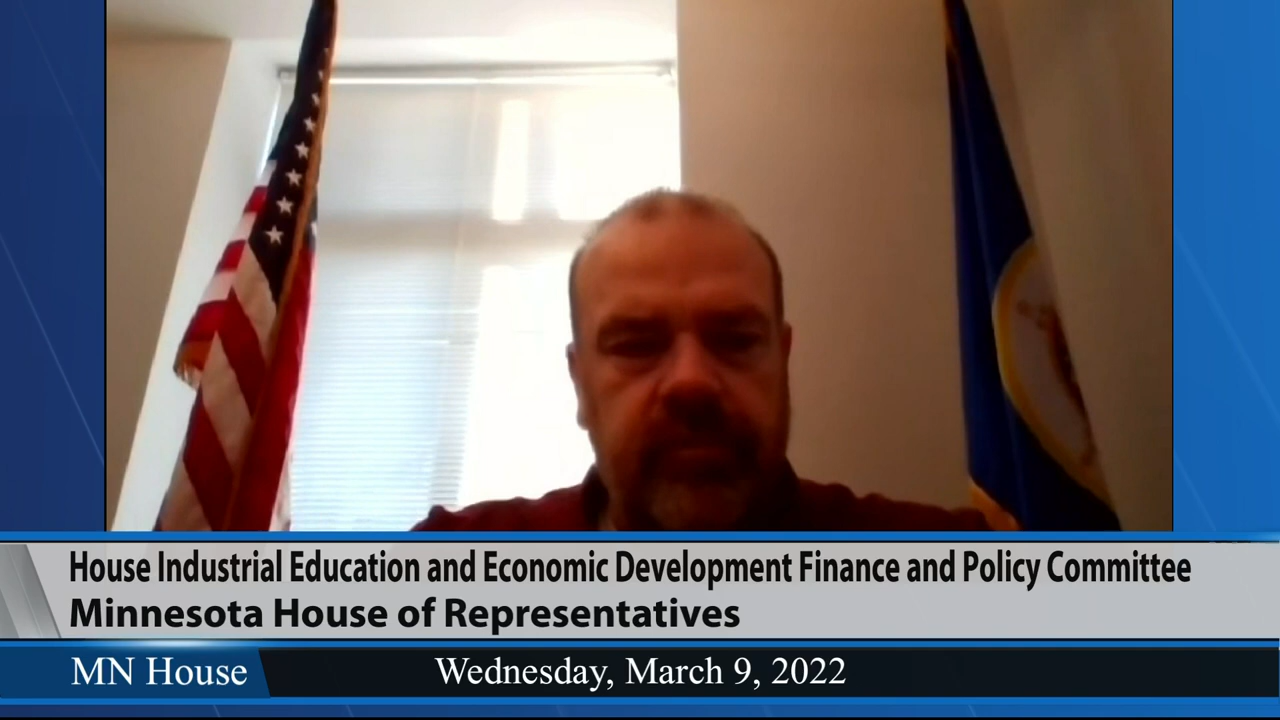 House Industrial Education and Economic Development Finance and Policy Committee
Minnesota House of Representatives
MN House
Wednesday, March 9, 2022